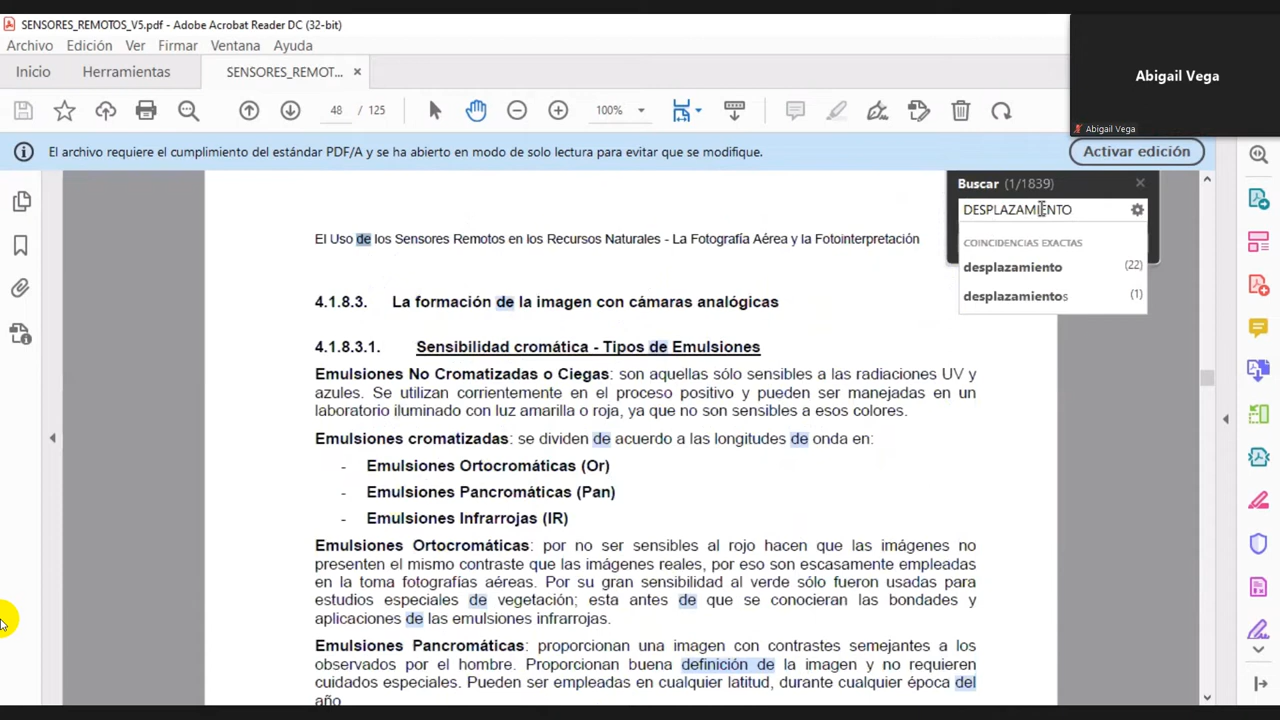 SENSORES_REMOTOS_V5.pdf - Adobe Acrobat Reader DC (32-bit)
Archivo Edición Ver Firmar Ventana Ayuda
Inicio Herramientas SENSORES_REMOT... ×
48 / 125 100%
Abigail Vega
Abigail Vega
El archivo requiere el cumplimiento del estándar PDF/A y se ha abierto en modo de solo lectura para evitar que se modifique.
Activar edición
Buscar (1/1839)
DESPLAZAMIENTO
COINCIDENCIAS EXACTAS
desplazamiento (22)
desplazamientos (1)
El Uso de los Sensores Remotos en los Recursos Naturales - La Fotografía Aérea y la Fotointerpretación
4.1.8.3. La formación de la imagen con cámaras analógicas
4.1.8.3.1. Sensibilidad cromática - Tipos de Emulsiones
Emulsiones No Cromatizadas o Ciegas: son aquellas sólo sensibles a las radiaciones UV y
azules. Se utilizan corrientemente en el proceso positivo y pueden ser manejadas en un
laboratorio iluminado con luz amarilla o roja, ya que no son sensibles a esos colores.
Emulsiones cromatizadas: se dividen de acuerdo a las longitudes de onda en:
- Emulsiones Ortocromáticas (Or)
- Emulsiones Pancromáticas (Pan)
- Emulsiones Infrarrojas (IR)
Emulsiones Ortocromáticas: por no ser sensibles al rojo hacen que las imágenes no
presenten el mismo contraste que las imágenes reales, por eso son escasamente empleadas
en la toma fotografías aéreas. Por su gran sensibilidad al verde sólo fueron usadas para
estudios especiales de vegetación; esta antes de que se conocieran las bondades y
aplicaciones de las emulsiones infrarrojas.
Emulsiones Pancromáticas: proporcionan una imagen con contrastes semejantes a los
observados por el hombre. Proporcionan buena definición de la imagen y no requieren
cuidados especiales. Pueden ser empleadas en cualquier latitud, durante cualquier época del
año